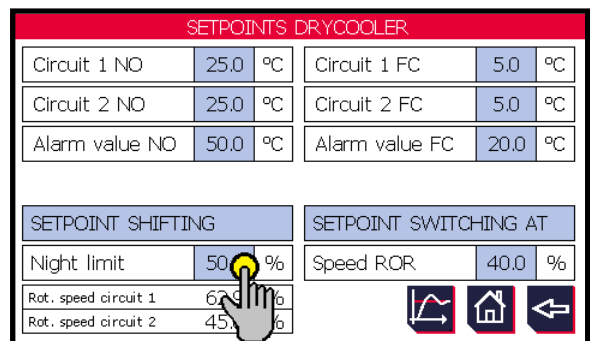 SETPOINTS DRYCOOLER
Circuit 1 NO 25.0 ºC Circuit 1 FC 5.0 ºC
Circuit 2 NO 25.0 ºC Circuit 2 FC 5.0 ºC
Alarm value NO 50.0 ºC Alarm value FC 20.0 ºC
SETPOINT SHIFTING SETPOINT SWITCHING AT
Night limit % Speed ROR 40.0 %
Rot. speed circuit 1 %
Rot. speed circuit 2 %